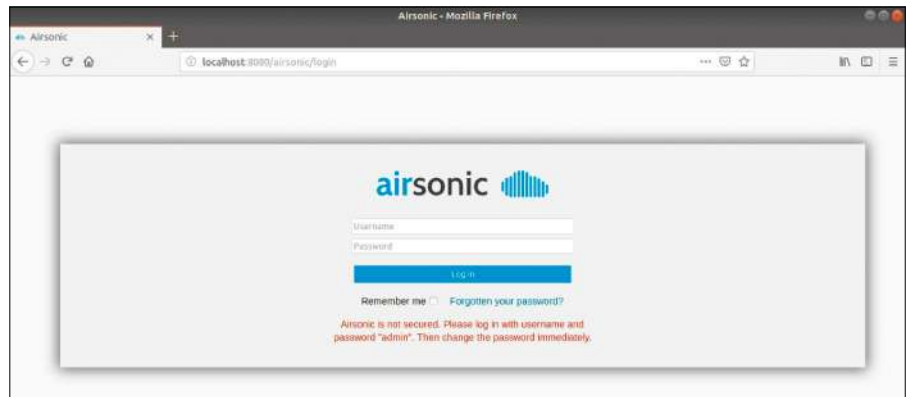 Airsonic - Mozilla Firefox
Airsonic
localhost:8080/airsonic/login
airsonic
Username
Password
Log in
Remember me Forgotten your password?
Airsonic is not secured. Please log in with username and
password "admin". Then change the password immediately.